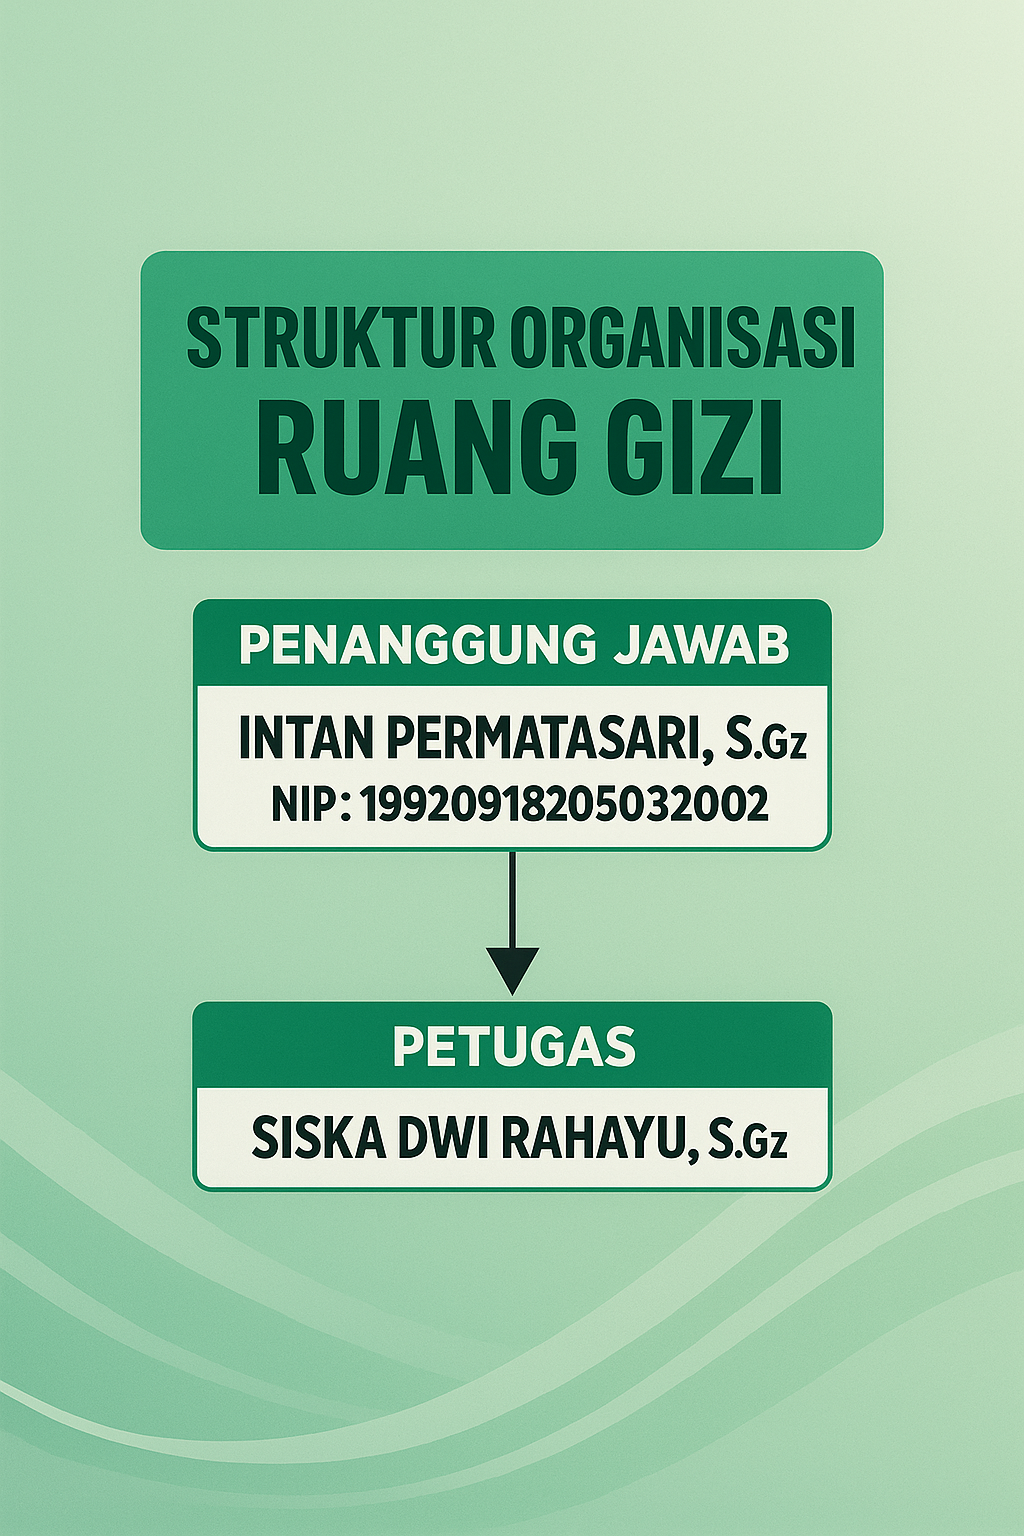 STRUKTUR ORGANISASI
RUANG GIZI
PENANGGUNG JAWAB
INTAN PERMATASARI, S.Gz
NIP: 19920918205032002
PETUGAS
SISKA DWI RAHAYU, S.Gz